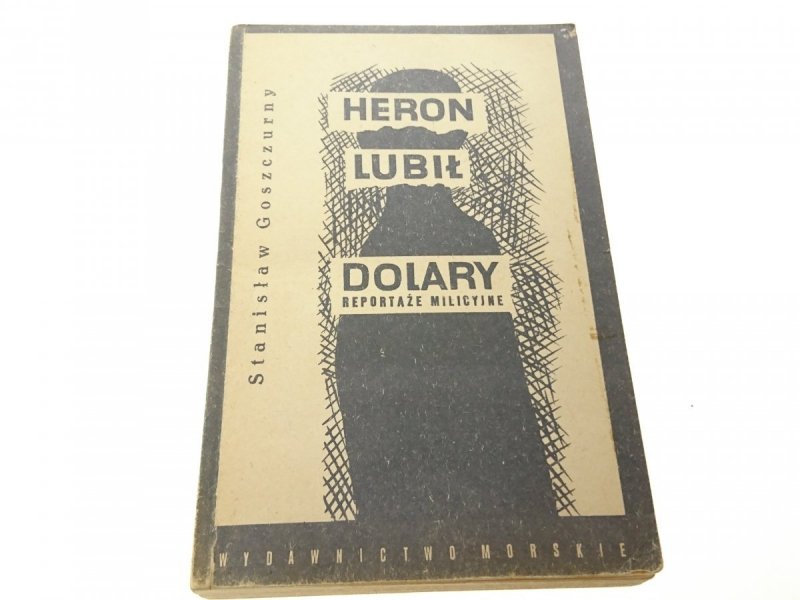 Stanisław Goszczurny
HERON
LUBIŁ
DOLARY
REPORTAŻE MILICYJNE
WYDAWNICTWO MORSKIE